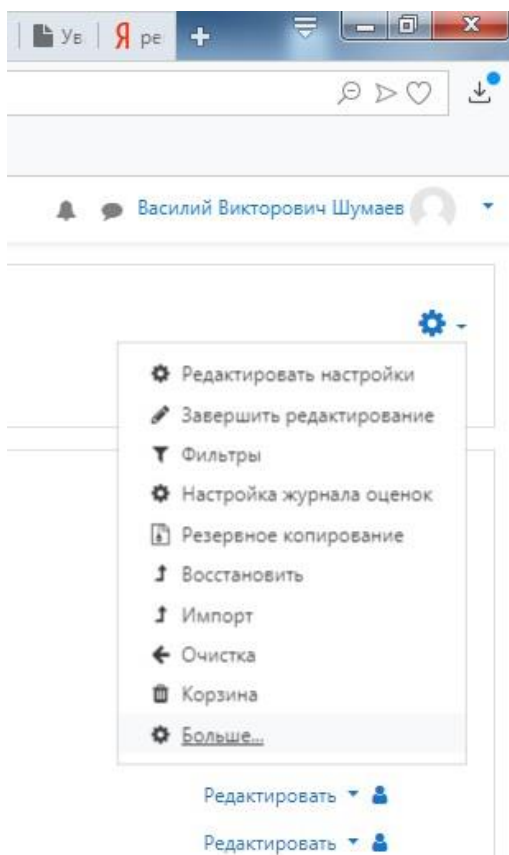 Ув Я ре
Василий Викторович Шумаев
Редактировать настройки
Завершить редактирование
Фильтры
Настройка журнала оценок
Резервное копирование
Восстановить
Импорт
Очистка
Корзина
Больше...
Редактировать
Редактировать